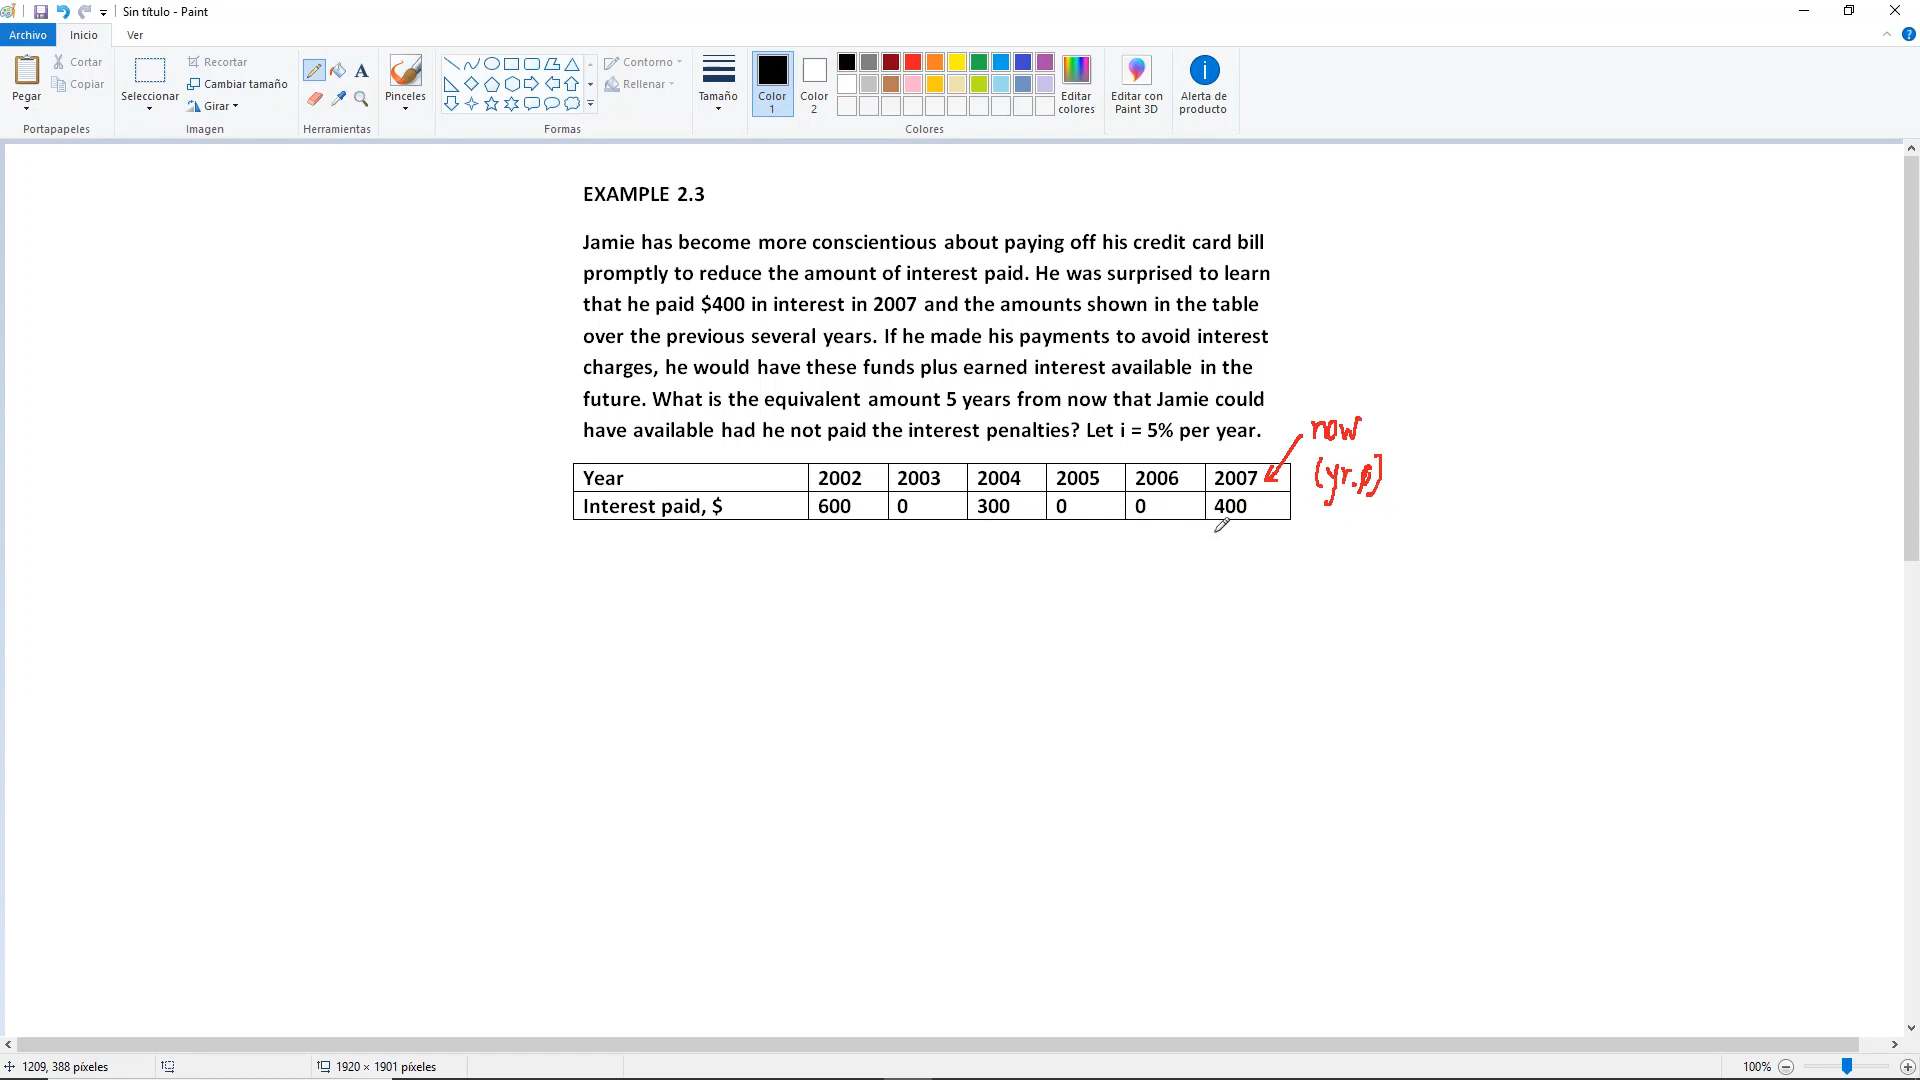 Sin título - Paint
Archivo Inicio Ver
Pegar
Cortar
Copiar
Portapapeles
Seleccionar
Recortar
Cambiar tamaño
Girar
Imagen
A
Herramientas
Pinceles
Contorno
Rellenar
Formas
Tamaño
Color 1
Color 2
Editar colores
Colores
Editar con Paint 3D
Alerta de producto
EXAMPLE 2.3
Jamie has become more conscientious about paying off his credit card bill
promptly to reduce the amount of interest paid. He was surprised to learn
that he paid $400 in interest in 2007 and the amounts shown in the table
over the previous several years. If he made his payments to avoid interest
charges, he would have these funds plus earned interest available in the
future. What is the equivalent amount 5 years from now that Jamie could
have available had he not paid the interest penalties? Let i = 5% per year.
now
(yr.0)
Year 2002 2003 2004 2005 2006 2007
Interest paid, $ 600 0 300 0 0 400
1209, 388 píxeles
1920 × 1901 píxeles
100%